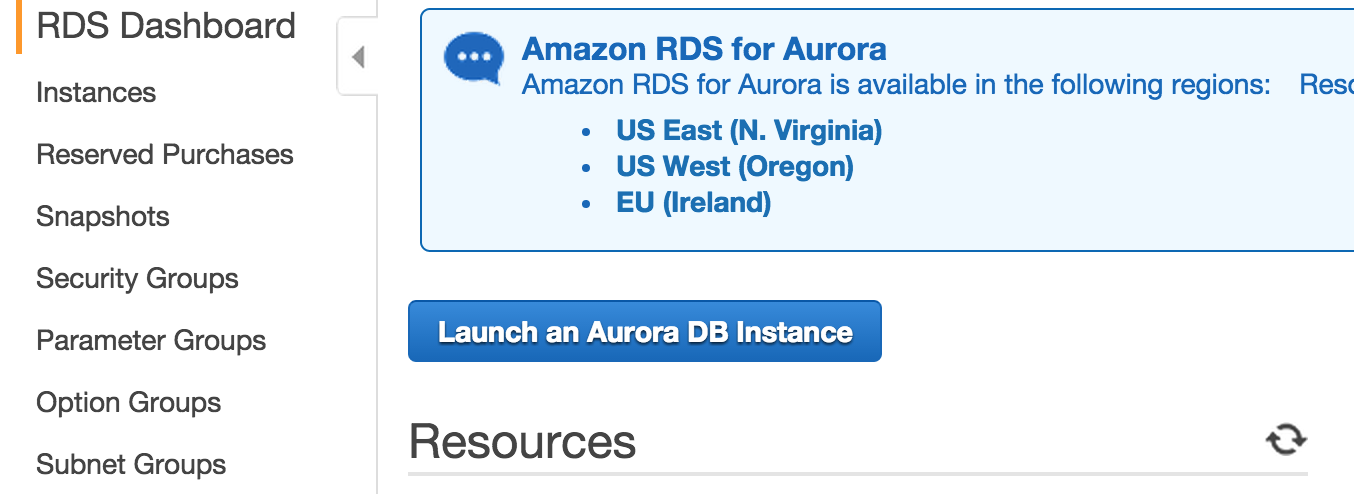 RDS Dashboard
Instances
Reserved Purchases
Snapshots
Security Groups
Parameter Groups
Option Groups
Subnet Groups
Amazon RDS for Aurora
Amazon RDS for Aurora is available in the following regions:
• US East (N. Virginia)
• US West (Oregon)
• EU (Ireland)
Launch an Aurora DB Instance
Resources